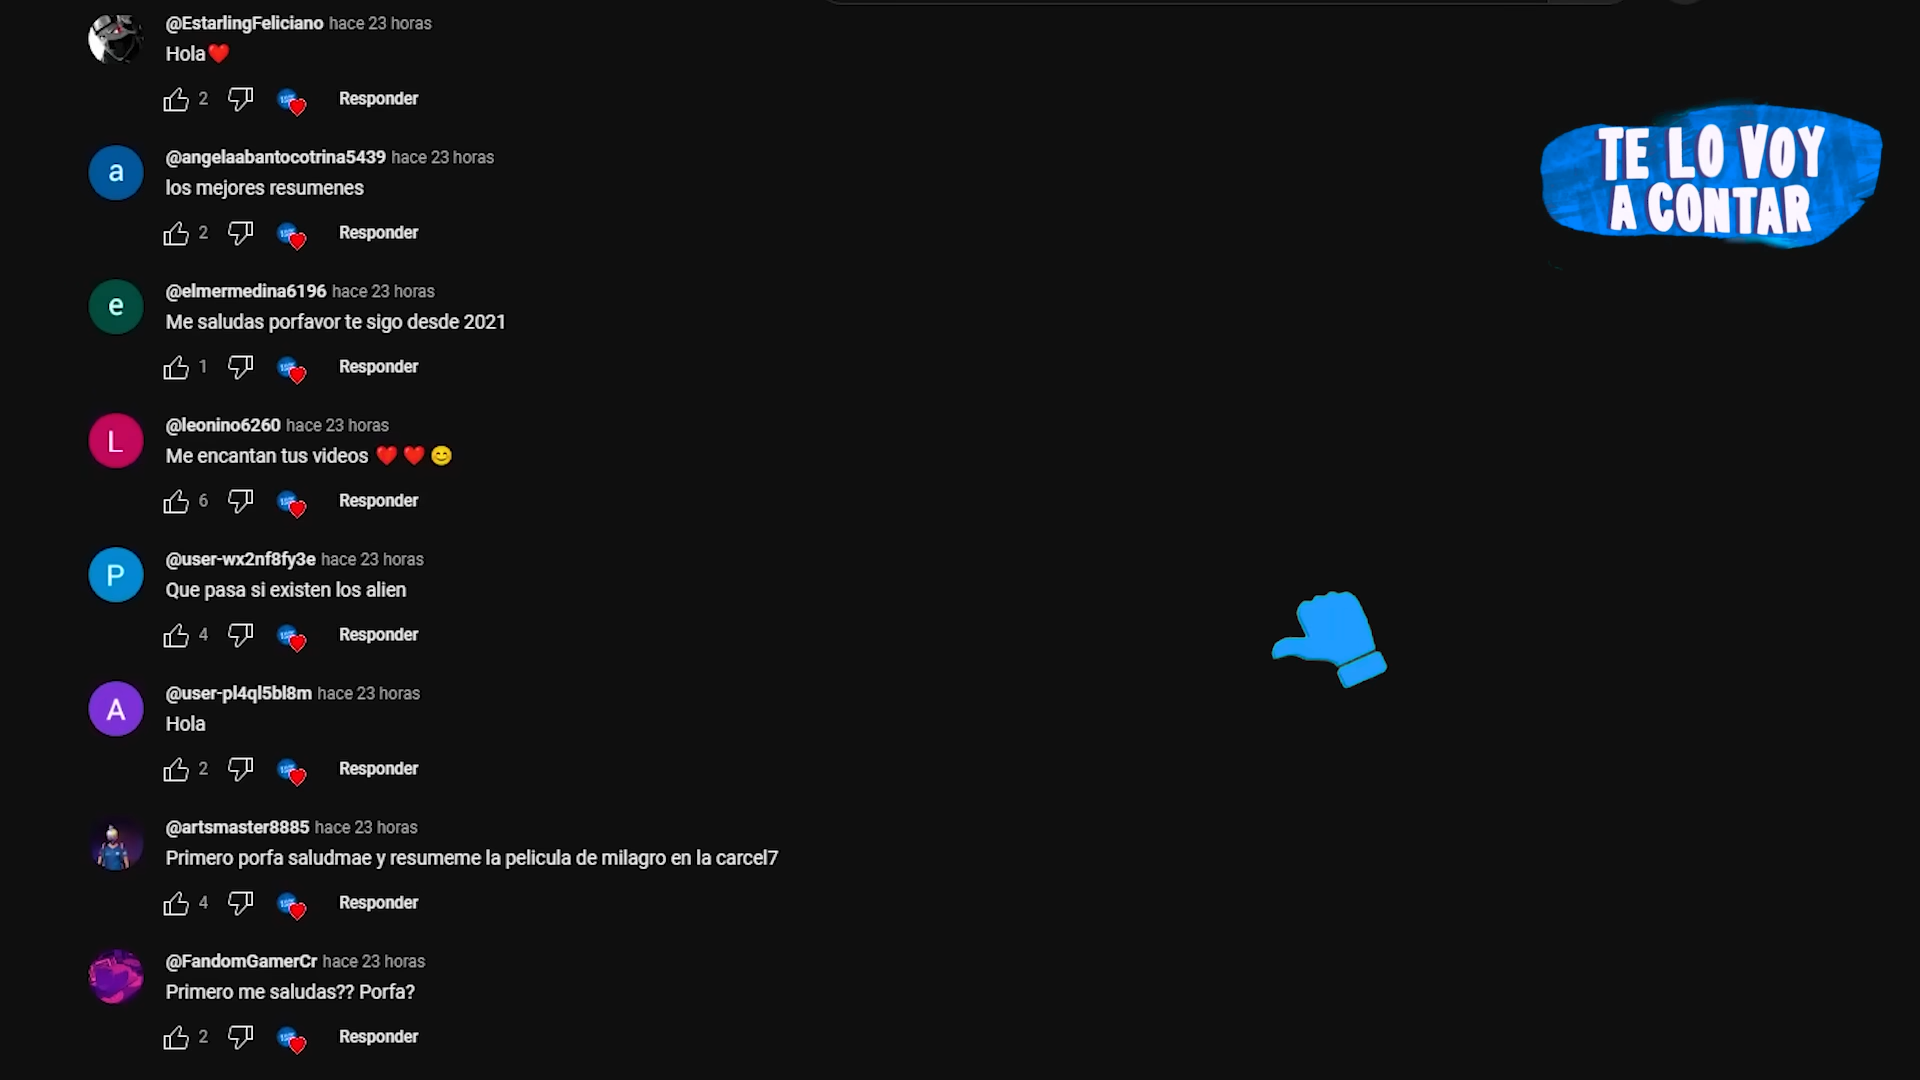 @EstarlingFeliciano hace 23 horas
Hola❤️
2 Responder
@angelaabantocotrina5439 hace 23 horas
los mejores resumenes
2 Responder
@elmermedina6196 hace 23 horas
Me saludas porfavor te sigo desde 2021
1 Responder
@leonino6260 hace 23 horas
Me encantan tus videos ❤️ ❤️ 😊
6 Responder
@user-wx2nf8fy3e hace 23 horas
Que pasa si existen los alien
4 Responder
@user-pl4ql5bl8m hace 23 horas
Hola
2 Responder
@artsmaster8885 hace 23 horas
Primero porfa saludmae y resumeme la pelicula de milagro en la carcel7
4 Responder
@FandomGamerCr hace 23 horas
Primero me saludas?? Porfa?
2 Responder
a
e
L
P
A
TE LO VOY
A CONTAR